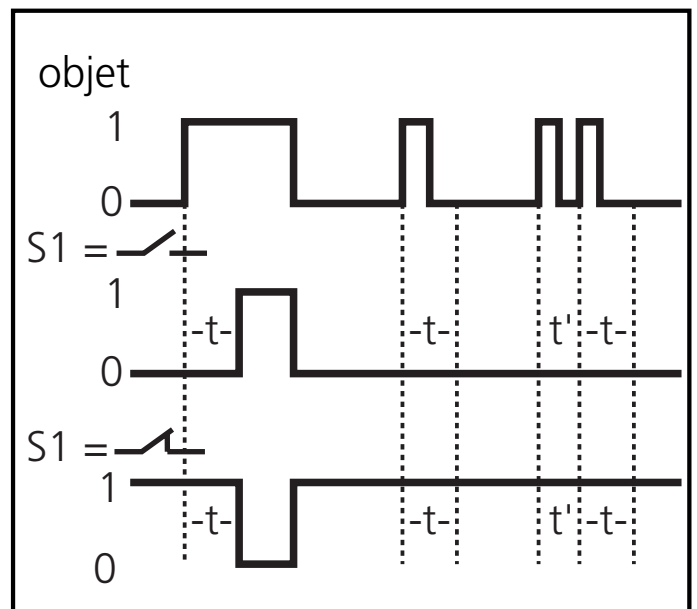 objet
1
0
S1 =
1
-t- -t- t' -t-
0
S1 =
1
-t- -t- t' -t-
0